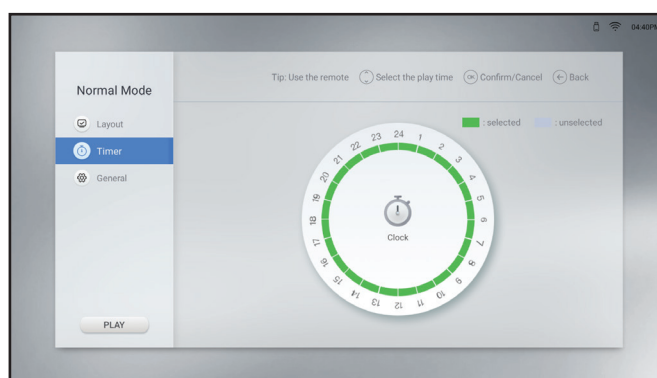 04:40PM
Tip: Use the remote Select the play time OK Confirm/Cancel Back
Normal Mode
: selected : unselected
Layout
Timer
General
24
1
2
3
4
5
6
7
8
9
10
11
12
13
14
15
16
17
18
19
20
21
22
23
Clock
PLAY